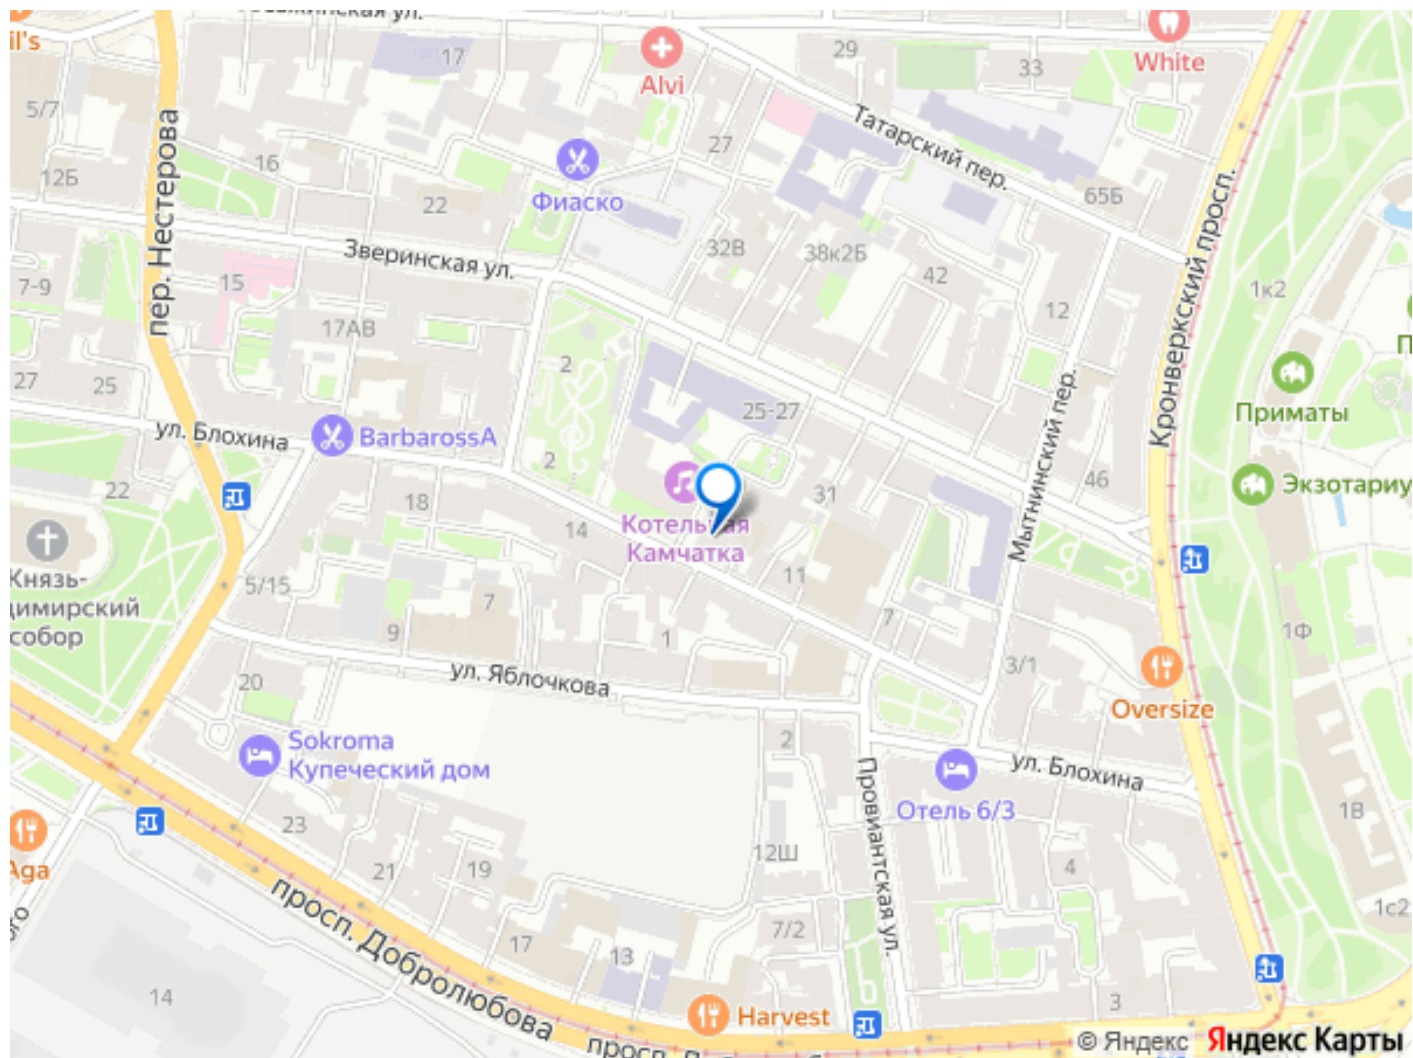 il's
17
Alvi
29
33
White
5/7
Татарский пер.
27
16
12Б
пер. Нестерова
Фиаско
22
65Б
Кронверкский просп.
Зверинская ул.
32В
38к2Б
42
7-9
15
12
1к2
17АВ
2
27
25
25-27
Мытнинский пер.
Приматы
ул. Блохина
BarbarossA
2
46
Экзотариу
22
18
14
31
Котельная
Камчатка
Князь-
димирский
собор
5/15
7
11
9
1
7
1Ф
3/1
ул. Яблочкова
20
Oversize
Sokroma
Купеческий дом
2
ул. Блохина
Провиантская ул.
Отель 6/3
23
1В
Aga
21
19
12Ш
4
просп. Добролюбова
1с2
17
13
7/2
14
3
Harvest
просп.
© Яндекс Яндекс Карты